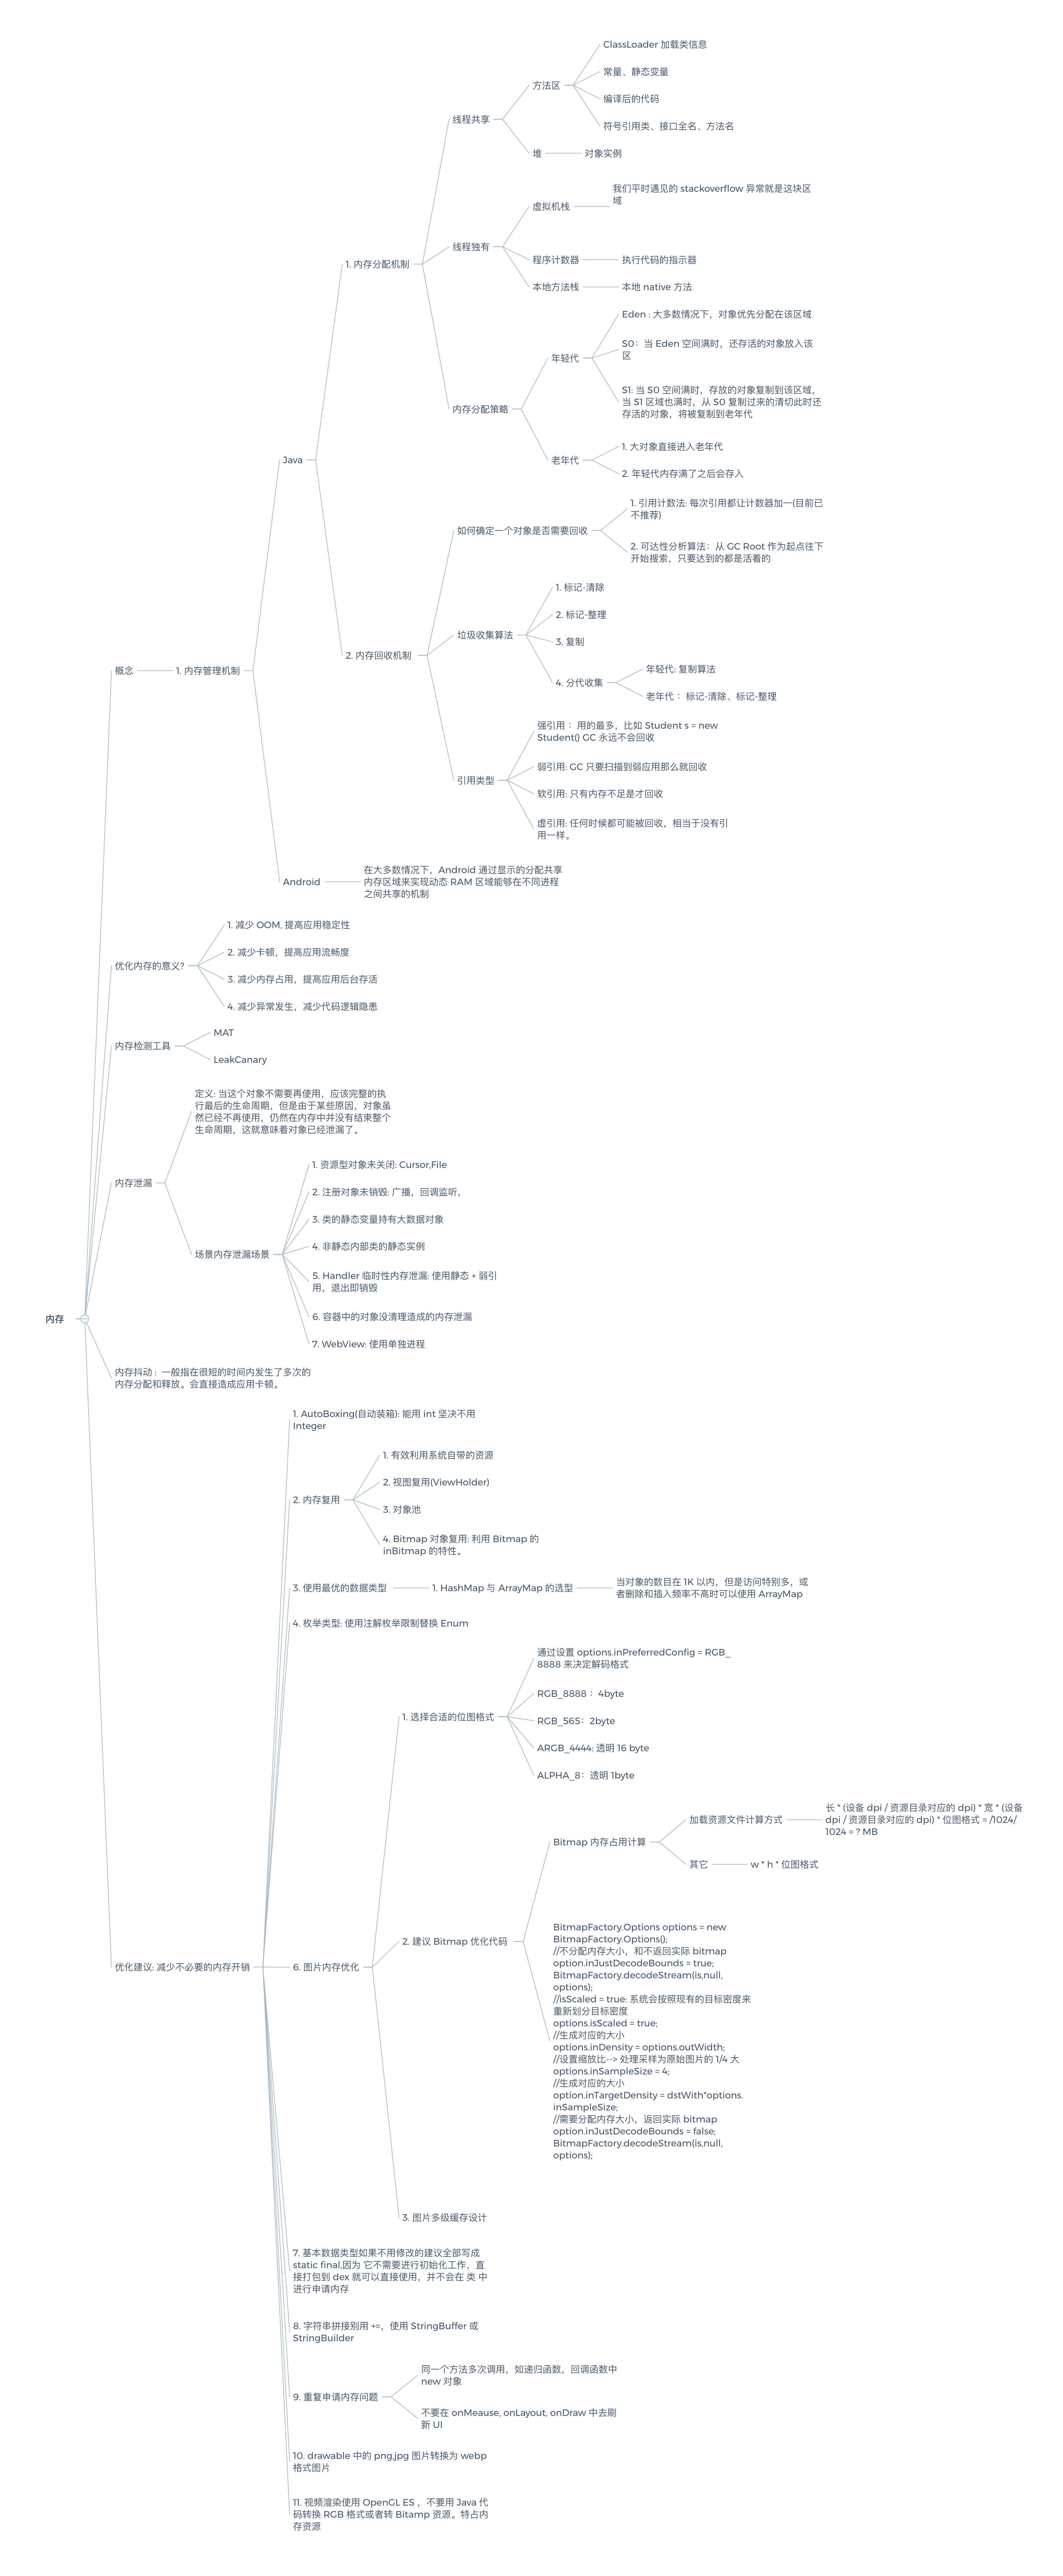 内存
概念
1. 内存管理机制
Java
1. 内存分配机制
线程共享
方法区
ClassLoader 加载类信息
常量、静态变量
编译后的代码
符号引用类、接口全名、方法名
堆
对象实例
线程独有
虚拟机栈
我们平时遇见的 stackoverflow 异常就是这块区
域
程序计数器
执行代码的指示器
本地方法栈
本地 native 方法
内存分配策略
年轻代
Eden : 大多数情况下，对象优先分配在该区域
S0：当 Eden 空间满时，还存活的对象放入该
区
S1: 当 S0 空间满时，存放的对象复制到该区域，
当 S1 区域也满时，从 S0 复制过来的清切此时还
存活的对象，将被复制到老年代
老年代
1. 大对象直接进入老年代
2. 年轻代内存满了之后会存入
2. 内存回收机制
如何确定一个对象是否需要回收
1. 引用计数法: 每次引用都让计数器加一(目前已
不推荐)
2. 可达性分析算法：从 GC Root 作为起点往下
开始搜索，只要达到的都是活着的
垃圾收集算法
1. 标记-清除
2. 标记-整理
3. 复制
4. 分代收集
年轻代: 复制算法
老年代 ：标记-清除、标记-整理
引用类型
强引用 ：用的最多，比如 Student s = new
Student() GC 永远不会回收
弱引用: GC 只要扫描到弱应用那么就回收
软引用: 只有内存不足是才回收
虚引用: 任何时候都可能被回收，相当于没有引
用一样。
Android
在大多数情况下，Android 通过显示的分配共享
内存区域来实现动态 RAM 区域能够在不同进程
之间共享的机制
优化内存的意义?
1. 减少 OOM, 提高应用稳定性
2. 减少卡顿，提高应用流畅度
3. 减少内存占用，提高应用后台存活
4. 减少异常发生，减少代码逻辑隐患
内存检测工具
MAT
LeakCanary
内存泄漏
定义: 当这个对象不需要再使用，应该完整的执
行最后的生命周期，但是由于某些原因，对象虽
然已经不再使用，仍然在内存中并没有结束整个
生命周期，这就意味着对象已经泄漏了。
场景内存泄漏场景
1. 资源型对象未关闭: Cursor,File
2. 注册对象未销毁: 广播，回调监听，
3. 类的静态变量持有大数据对象
4. 非静态内部类的静态实例
5. Handler 临时性内存泄漏: 使用静态 + 弱引
用，退出即销毁
6. 容器中的对象没清理造成的内存泄漏
7. WebView: 使用单独进程
内存抖动 : 一般指在很短的时间内发生了多次的
内存分配和释放。会直接造成应用卡顿。
优化建议: 减少不必要的内存开销
1. AutoBoxing(自动装箱): 能用 int 坚决不用
Integer
2. 内存复用
1. 有效利用系统自带的资源
2. 视图复用(ViewHolder)
3. 对象池
4. Bitmap 对象复用: 利用 Bitmap 的
inBitmap 的特性。
3. 使用最优的数据类型
1. HashMap 与 ArrayMap 的选型
当对象的数目在 1K 以内，但是访问特别多，或
者删除和插入频率不高时可以使用 ArrayMap
4. 枚举类型: 使用注解枚举限制替换 Enum
6. 图片内存优化
1. 选择合适的位图格式
通过设置 options.inPreferredConfig = RGB_
8888 来决定解码格式
RGB_8888 ：4byte
RGB_565：2byte
ARGB_4444: 透明 16 byte
ALPHA_8：透明 1byte
2. 建议 Bitmap 优化代码
Bitmap 内存占用计算
加载资源文件计算方式
长 * (设备 dpi / 资源目录对应的 dpi) * 宽 * (设备
dpi / 资源目录对应的 dpi) * 位图格式 = /1024/
1024 = ? MB
其它
w * h * 位图格式
BitmapFactory.Options options = new
BitmapFactory.Options();
//不分配内存大小，和不返回实际 bitmap
option.inJustDecodeBounds = true;
BitmapFactory.decodeStream(is,null,
options);
//isScaled = true: 系统会按照现有的目标密度来
重新划分目标密度
options.isScaled = true;
//生成对应的大小
options.inDensity = options.outWidth;
//设置缩放比--> 处理采样为原始图片的 1/4 大
options.inSampleSize = 4;
//生成对应的大小
option.inTargetDensity = dstWith*options.
inSampleSize;
//需要分配内存大小，返回实际 bitmap
option.inJustDecodeBounds = false;
BitmapFactory.decodeStream(is,null,
options);
3. 图片多级缓存设计
7. 基本数据类型如果不用修改的建议全部写成
static final,因为 它不需要进行初始化工作，直
接打包到 dex 就可以直接使用，并不会在 类 中
进行申请内存
8. 字符串拼接别用 +=，使用 StringBuffer 或
StringBuilder
9. 重复申请内存问题
同一个方法多次调用，如递归函数，回调函数中
new 对象
不要在 onMeause, onLayout, onDraw 中去刷
新 UI
10. drawable 中的 png,jpg 图片转换为 webp
格式图片
11. 视频渲染使用 OpenGL ES ，不要用 Java 代
码转换 RGB 格式或者转 Bitamp 资源。特占内
存资源